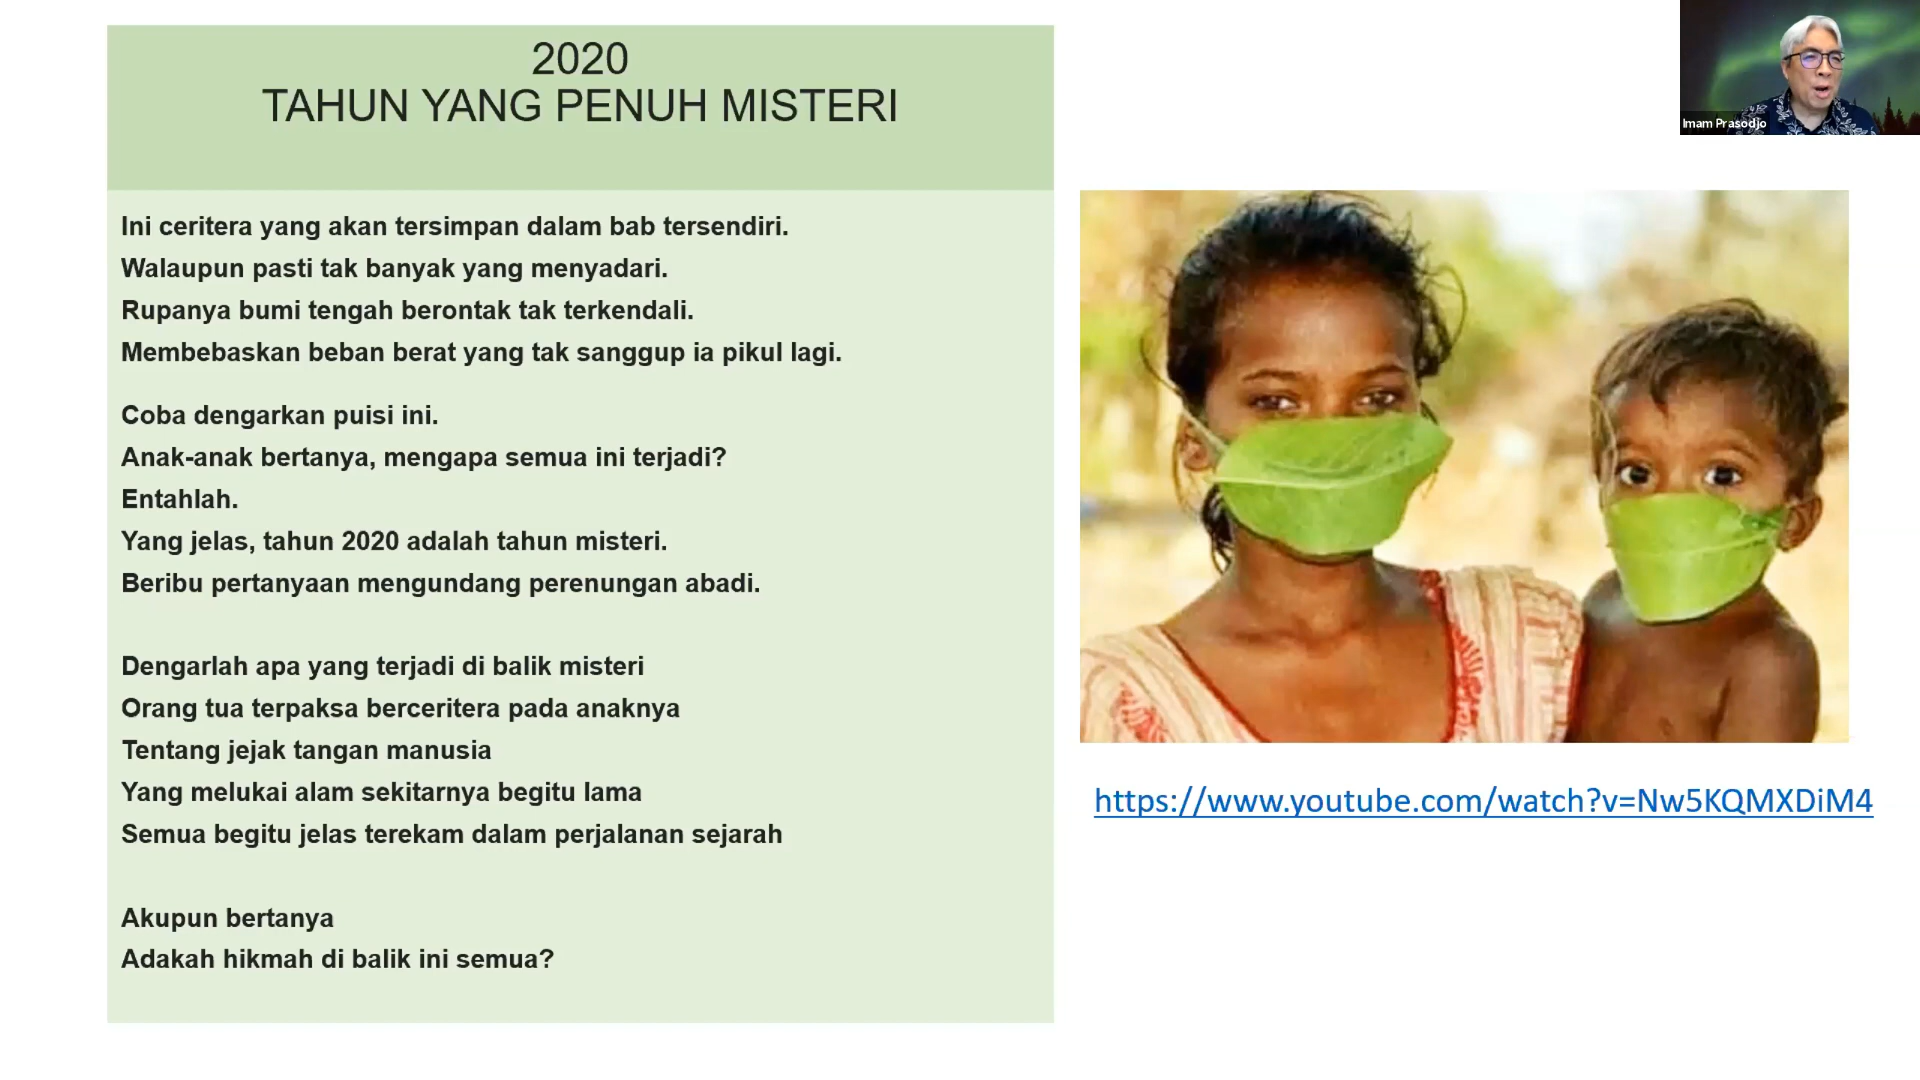 2020
TAHUN YANG PENUH MISTERI
Ini ceritera yang akan tersimpan dalam bab tersendiri.
Walaupun pasti tak banyak yang menyadari.
Rupanya bumi tengah berontak tak terkendali.
Membebaskan beban berat yang tak sanggup ia pikul lagi.
Coba dengarkan puisi ini.
Anak-anak bertanya, mengapa semua ini terjadi?
Entahlah.
Yang jelas, tahun 2020 adalah tahun misteri.
Beribu pertanyaan mengundang perenungan abadi.
Dengarlah apa yang terjadi di balik misteri
Orang tua terpaksa berceritera pada anaknya
Tentang jejak tangan manusia
Yang melukai alam sekitarnya begitu lama
Semua begitu jelas terekam dalam perjalanan sejarah
Akupun bertanya
Adakah hikmah di balik ini semua?
Imam Prasodjo
https://www.youtube.com/watch?v=Nw5KQMXDiM4